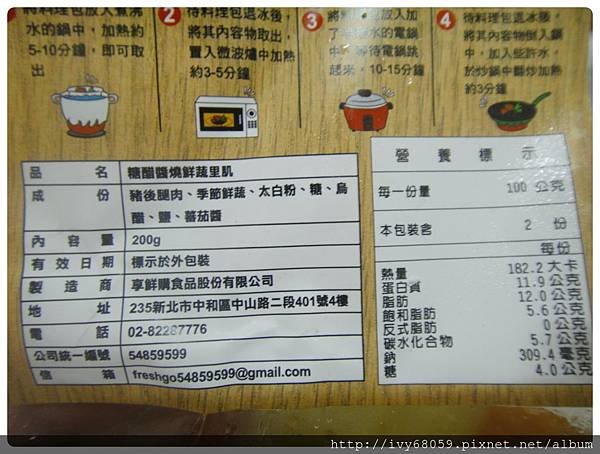 2
待料理包退冰後,
將其內容物取出,
置入微波爐中加熱
約3-5分鐘
水的鍋中,加熱約
5-10分鐘,即可取
出
3
將料理包放入加
水的電鍋
中,等待電鍋跳
起來,10-15分鐘
4
待料理包退冰後,
將其內容物倒入鍋
中,加入些許水,
於炒鍋中翻炒加熱
約3分鐘
品 名 糖醋醬燒鮮蔬里肌
成 份 豬後腿肉、季節鮮蔬、太白粉、糖、烏
醋、鹽、蕃茄醬
內容量 200g
有效日期 標示於外包裝
製造商 享鮮購食品股份有限公司
地 址 235新北市中和區中山路二段401號4樓
電 話 02-82287776
公司統一編號 54859599
信 箱 freshgo54859599@gmail.com
營養標示
每一份量 100 公克
本包裝含 2 份
每份
熱量 182.2 大卡
蛋白質 11.9 公克
脂肪 12.0 公克
飽和脂肪 5.6 公克
反式脂肪 0 公克
碳水化合物 5.7 公克
鈉 309.4 毫克
糖 4.0 公克
http://ivy68059.pixnet.net/album